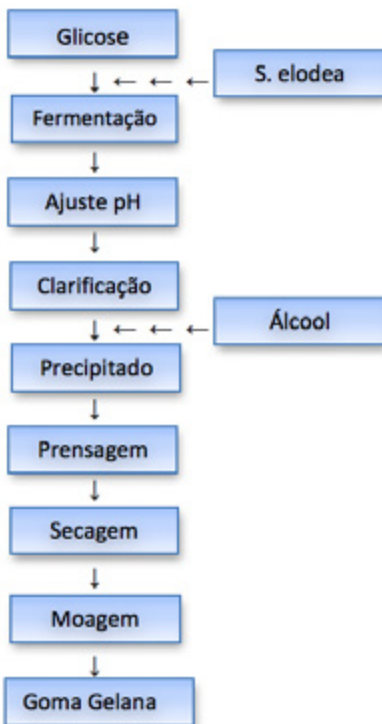 Glicose
S. elodea
Fermentação
Ajuste pH
Clarificação
Álcool
Precipitado
Prensagem
Secagem
Moagem
Goma Gelana